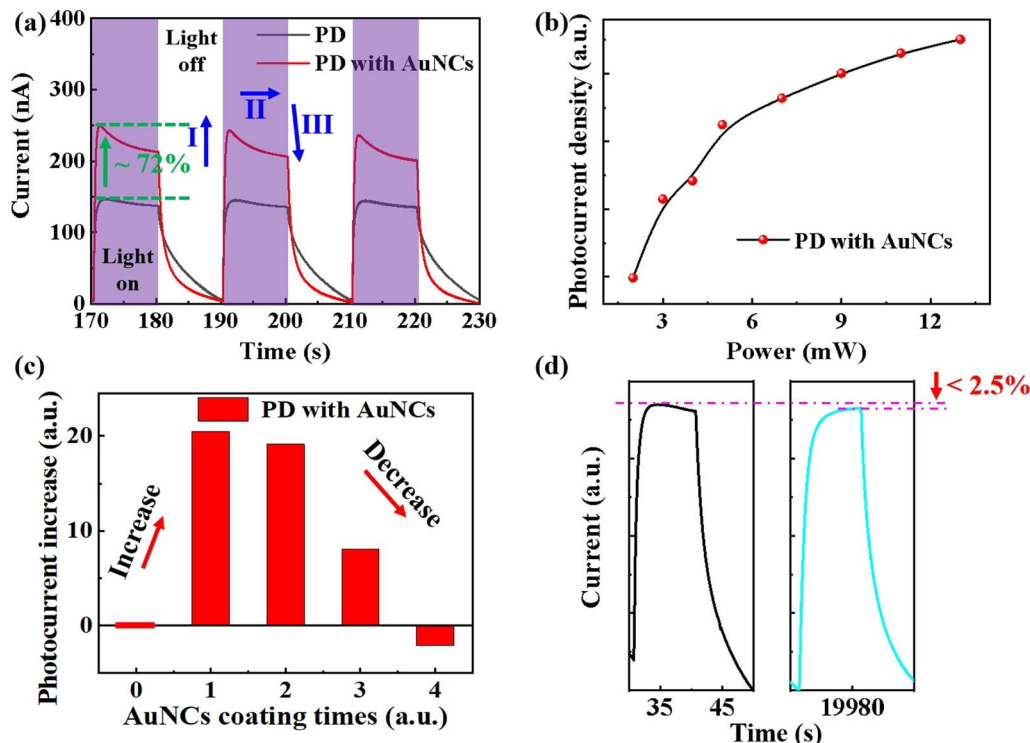 (a)
Current (nA)
400
300
200
100
0
Light
off
PD
PD with AuNCs
I
II
III
~ 72%
Light
on
170 180 190 200 210 220 230
Time (s)
(b)
Photocurrent density (a.u.)
PD with AuNCs
3 6 9 12
Power (mW)
(c)
Photocurrent increase (a.u.)
20
10
0
PD with AuNCs
Increase
Decrease
0 1 2 3 4
AuNCs coating times (a.u.)
(d)
< 2.5%
Current (a.u.)
35 45 19980
Time (s)